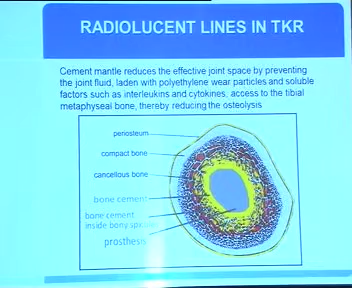 RADIOLUCENT LINES IN TKR
Cement mantle reduces the effective joint space by preventing
the joint fluid, laden with polyethylene wear particles and soluble
factors such as interleukins and cytokines, access to the tibial
metaphyseal bone, thereby reducing the osteolysis
periosteum
compact bone
cancellous bone
bone cement
bone cement
inside bony
prosthesis